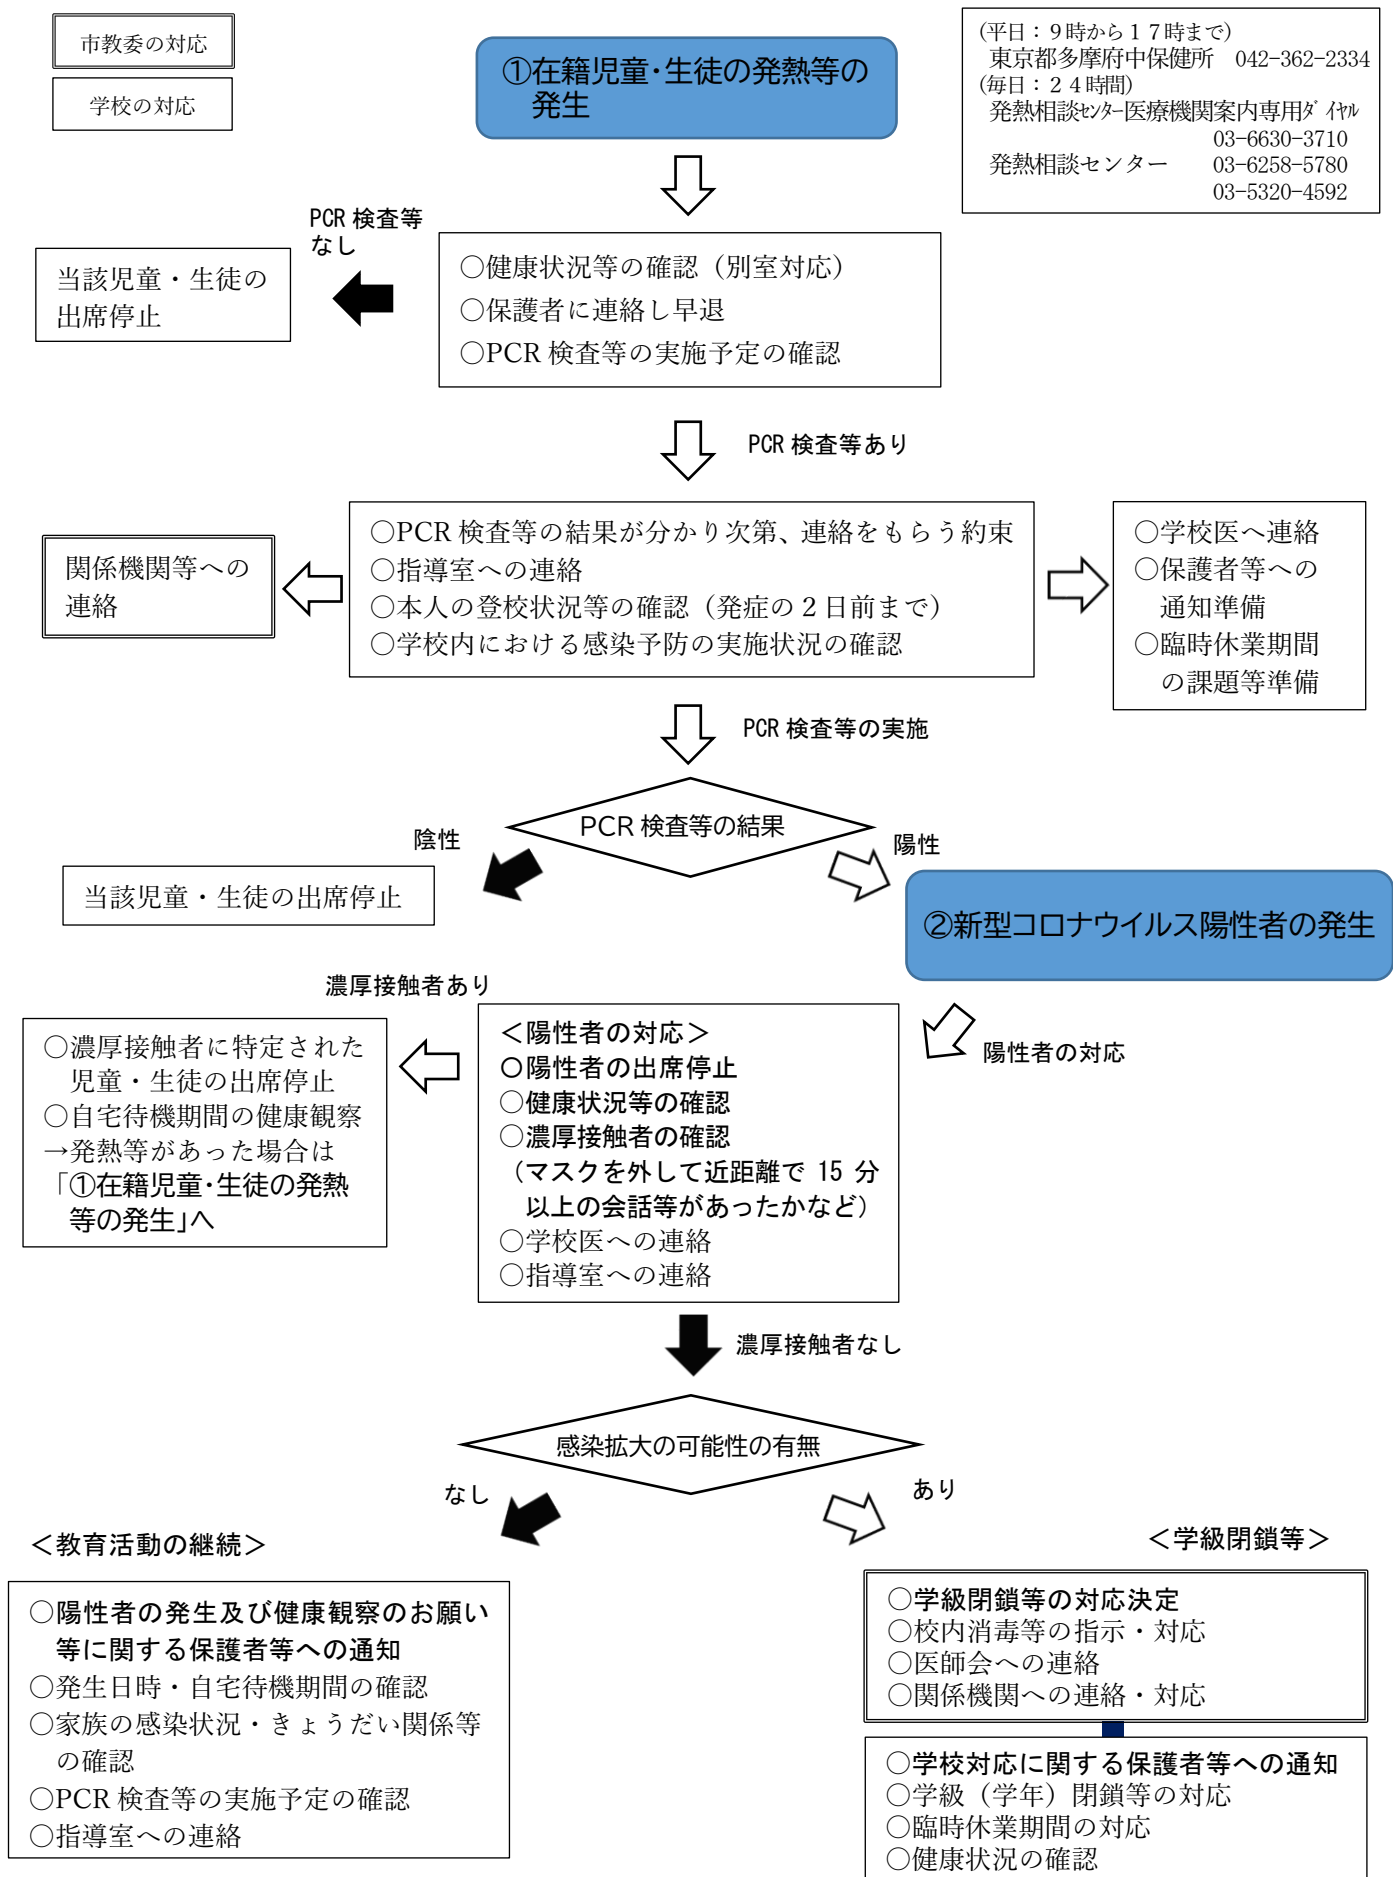 市教委の対応
学校の対応
①在籍児童・生徒の発熱等の
発生
(平日：９時から１７時まで)
東京都多摩府中保健所　042-362-2334
(毎日：２４時間)
発熱相談ｾﾝﾀｰ医療機関案内専用ﾀﾞｲﾔﾙ
03-6630-3710
発熱相談センター　03-6258-5780
03-5320-4592
PCR 検査等
なし
当該児童・生徒の
出席停止
○健康状況等の確認（別室対応）
○保護者に連絡し早退
○PCR 検査等の実施予定の確認
PCR 検査等あり
関係機関等への
連絡
○PCR 検査等の結果が分かり次第、連絡をもらう約束
○指導室への連絡
○本人の登校状況等の確認（発症の２日前まで）
○学校内における感染予防の実施状況の確認
○学校医へ連絡
○保護者等への
通知準備
○臨時休業期間
の課題等準備
PCR 検査等の実施
PCR 検査等の結果
陰性
陽性
当該児童・生徒の出席停止
②新型コロナウイルス陽性者の発生
濃厚接触者あり
○濃厚接触者に特定された
児童・生徒の出席停止
○自宅待機期間の健康観察
→発熱等があった場合は
「①在籍児童・生徒の発熱
等の発生」へ
＜陽性者の対応＞
○陽性者の出席停止
○健康状況等の確認
○濃厚接触者の確認
（マスクを外して近距離で 15 分
以上の会話等があったかなど）
○学校医への連絡
○指導室への連絡
陽性者の対応
濃厚接触者なし
感染拡大の可能性の有無
なし
あり
＜教育活動の継続＞
○陽性者の発生及び健康観察のお願い
等に関する保護者等への通知
○発生日時・自宅待機期間の確認
○家族の感染状況・きょうだい関係等
の確認
○PCR 検査等の実施予定の確認
○指導室への連絡
＜学級閉鎖等＞
○学級閉鎖等の対応決定
○校内消毒等の指示・対応
○医師会への連絡
○関係機関への連絡・対応
○学校対応に関する保護者等への通知
○学級（学年）閉鎖等の対応
○臨時休業期間の対応
○健康状況の確認